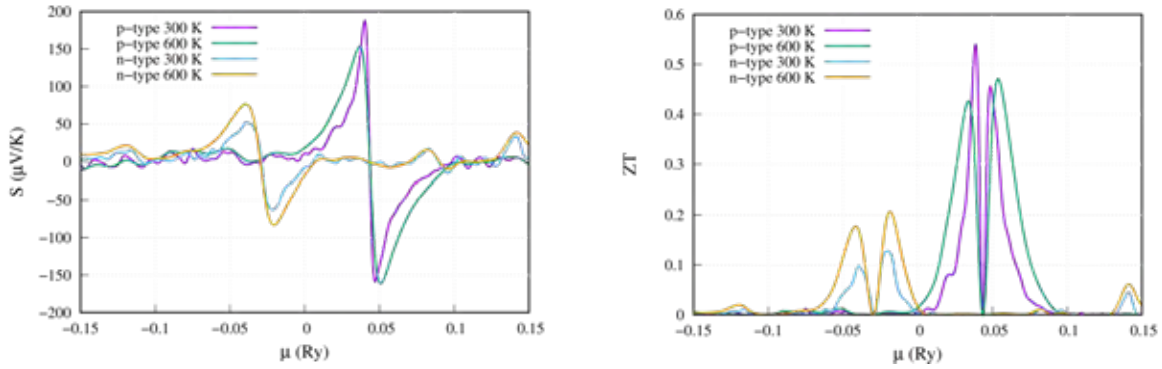 200
150
100
50
0
−50
−100
−150
−200
S (μV/K)
p−type 300 K
p−type 600 K
n−type 300 K
n−type 600 K
−0.15 −0.1 −0.05 0 0.05 0.1 0.15
μ (Ry)
0.6
0.5
0.4
0.3
0.2
0.1
0
ZT
p−type 300 K
p−type 600 K
n−type 300 K
n−type 600 K
−0.15 −0.1 −0.05 0 0.05 0.1 0.15
μ (Ry)